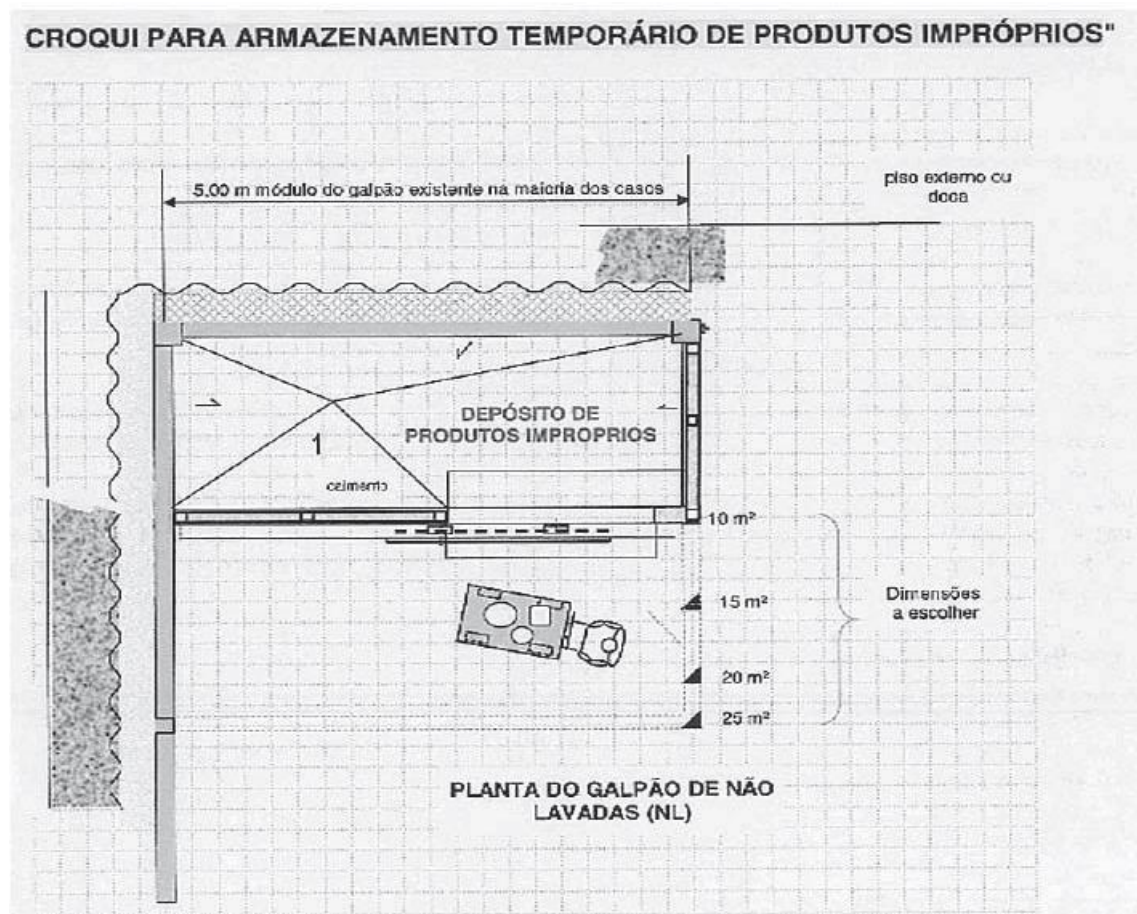 CROQUI PARA ARMAZENAMENTO TEMPORÁRIO DE PRODUTOS IMPRÓPRIOS"
5,00 m módulo do galpão existente na maioria dos casos
piso externo ou
doca
DEPÓSITO DE
PRODUTOS IMPROPRIOS
caimento
10 m²
15 m²
Dimensões
a escolher
20 m²
25 m²
PLANTA DO GALPÃO DE NÃO
LAVADAS (NL)